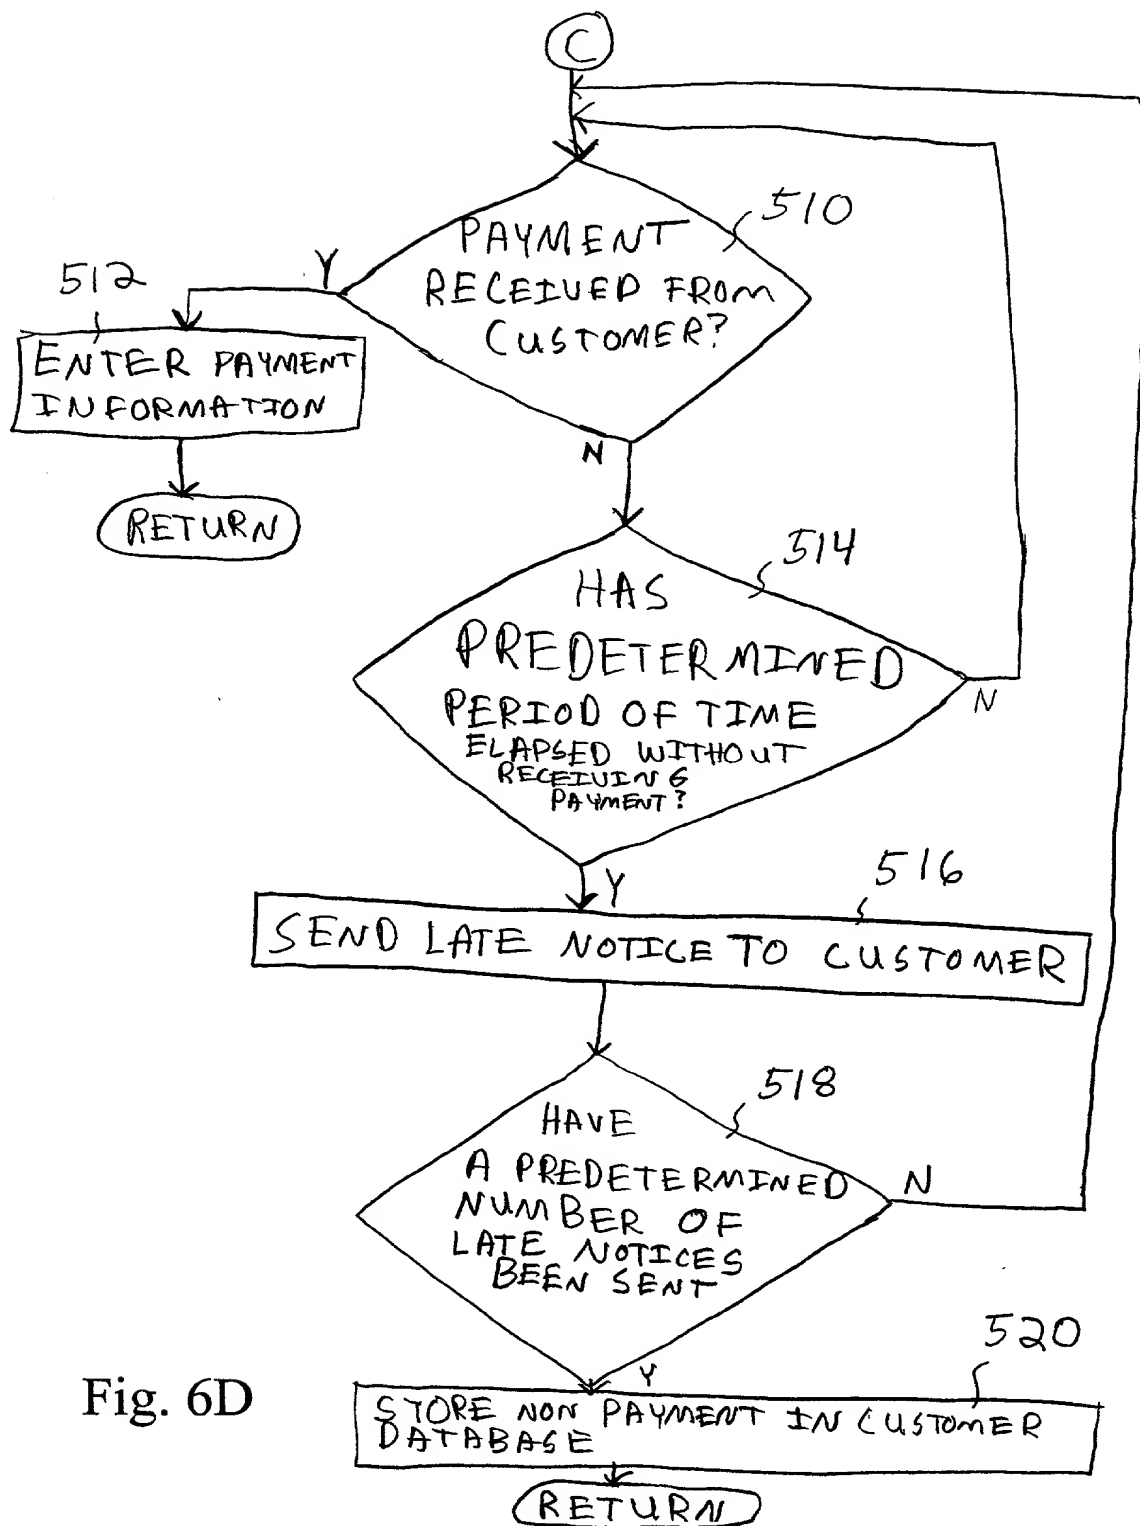 C
510
PAYMENT
RECEIVED FROM
CUSTOMER?
Y
512
ENTER PAYMENT
INFORMATION
RETURN
N
514
HAS
PREDETERMINED
PERIOD OF TIME
ELAPSED WITHOUT
RECEIVING
PAYMENT?
N
Y
516
SEND LATE NOTICE TO CUSTOMER
518
HAVE
A PREDETERMINED
NUMBER OF
LATE NOTICES
BEEN SENT
N
Y
520
STORE NON PAYMENT IN CUSTOMER
DATABASE
RETURN
Fig. 6D